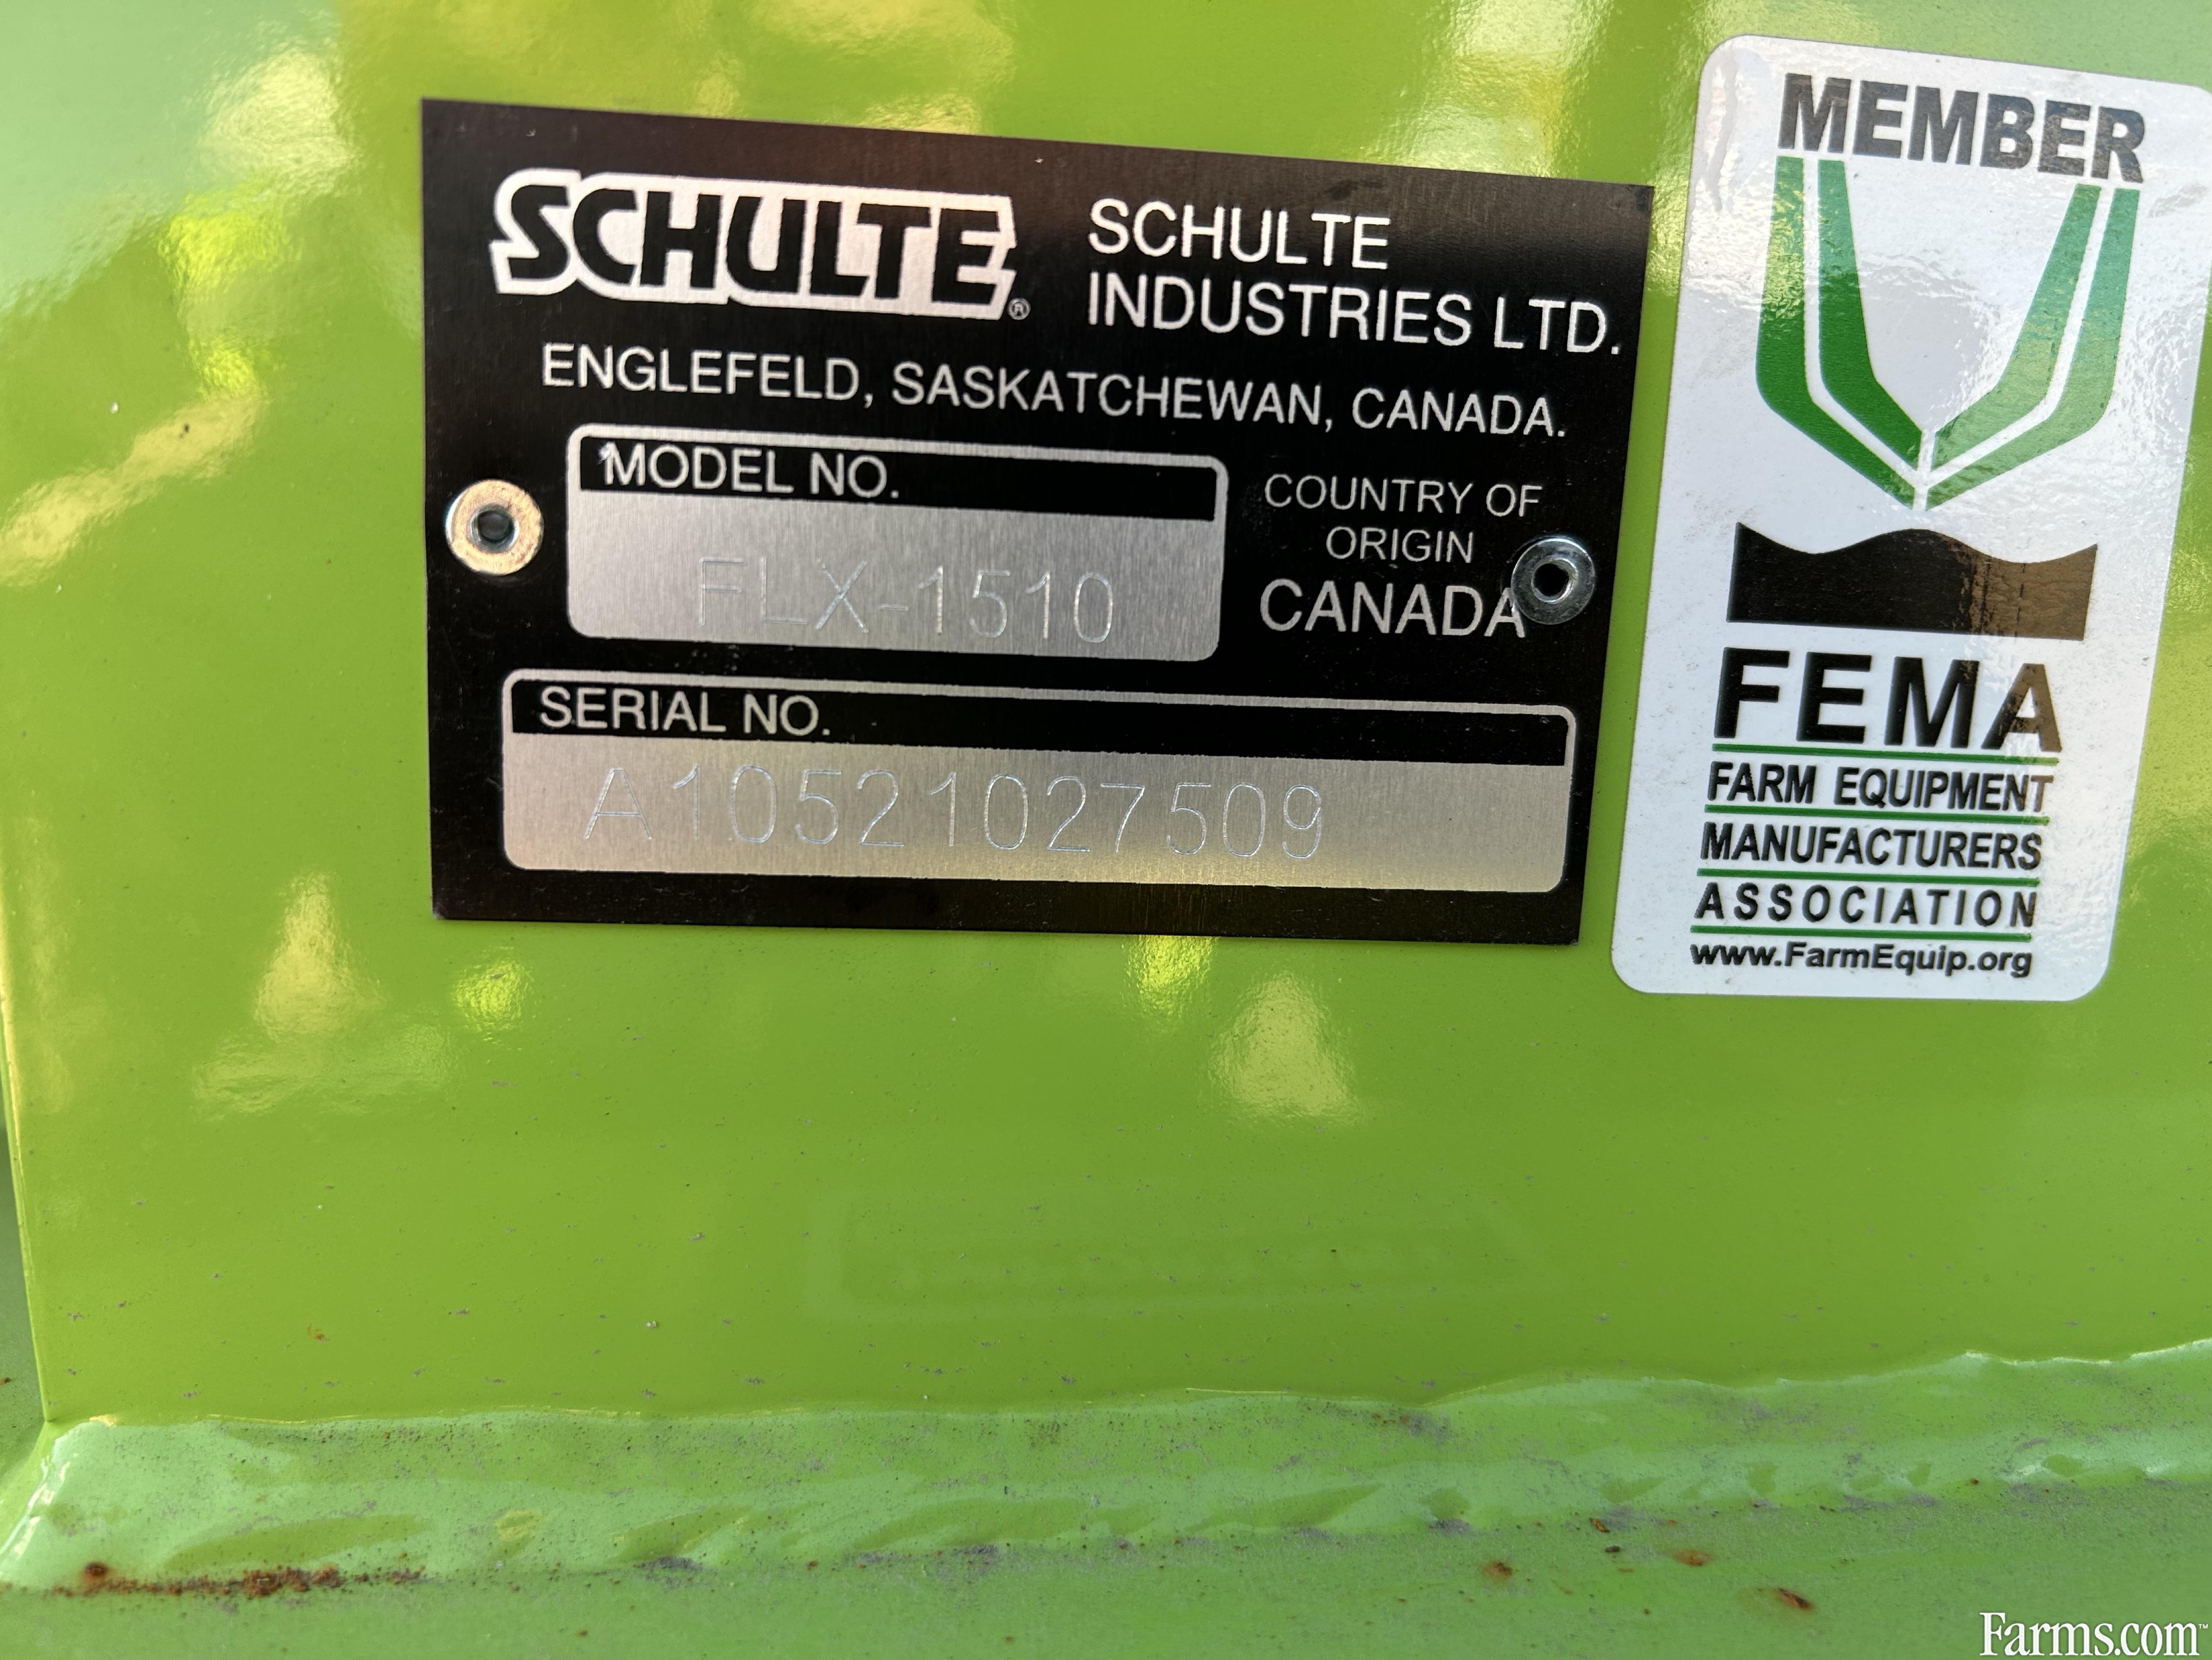 SCHULTE®
SCHULTE
INDUSTRIES LTD.
ENGLEFELD, SASKATCHEWAN, CANADA.
MODEL NO.
FLX-1510
COUNTRY OF
ORIGIN
CANADA
SERIAL NO.
A10521027509
MEMBER
FEMA
FARM EQUIPMENT
MANUFACTURERS
ASSOCIATION
www.FarmEquip.org
Farms.com™